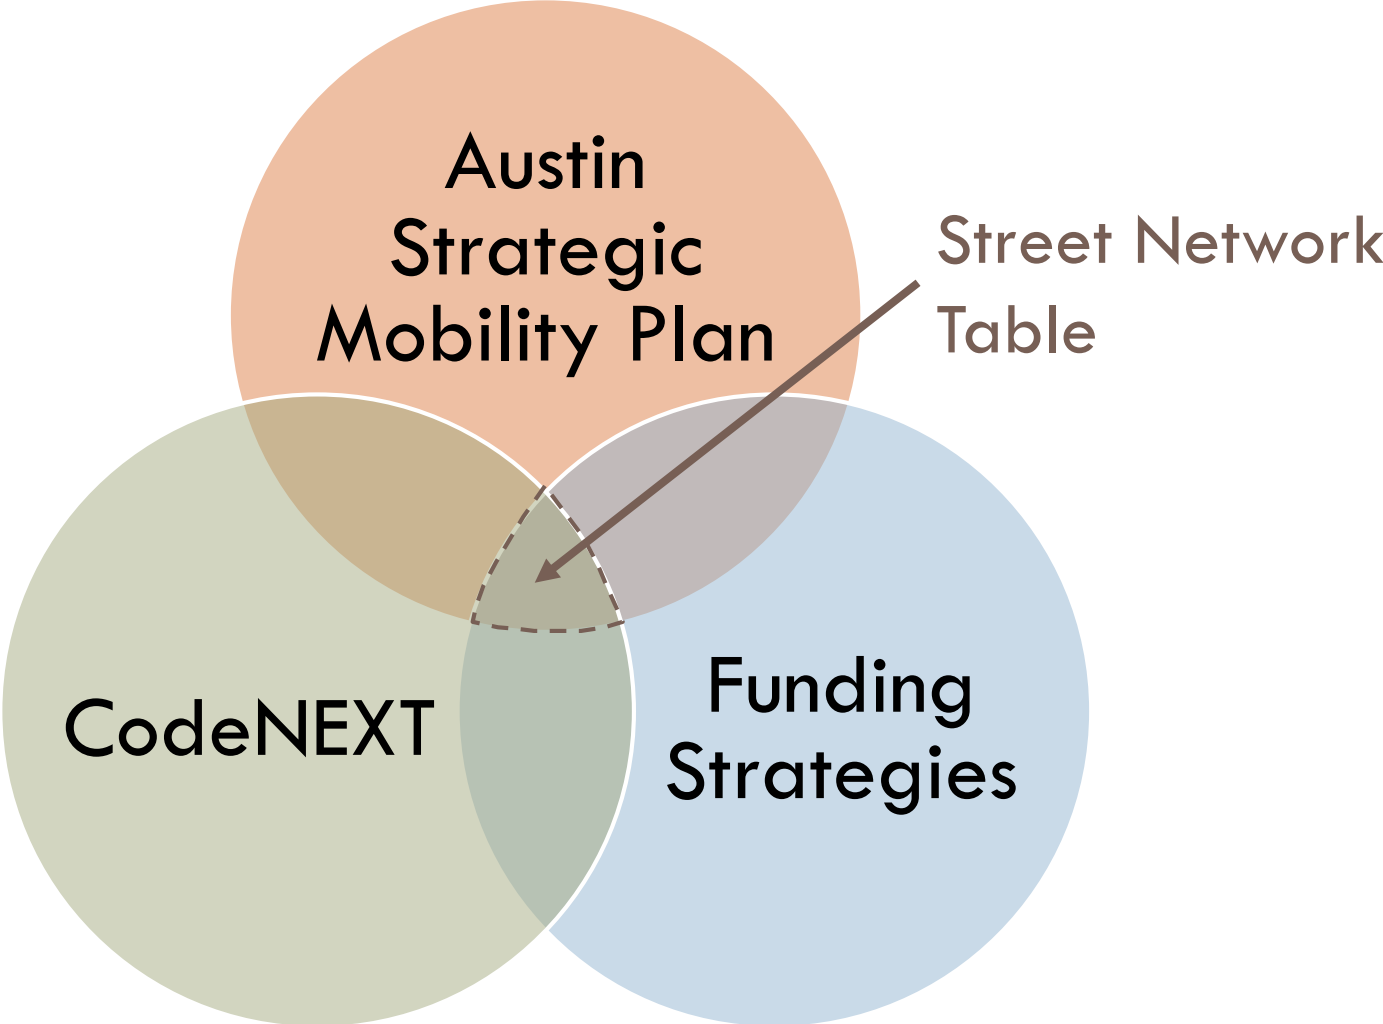 Austin
Strategic
Mobility Plan
Street Network
Table
CodeNEXT
Funding
Strategies